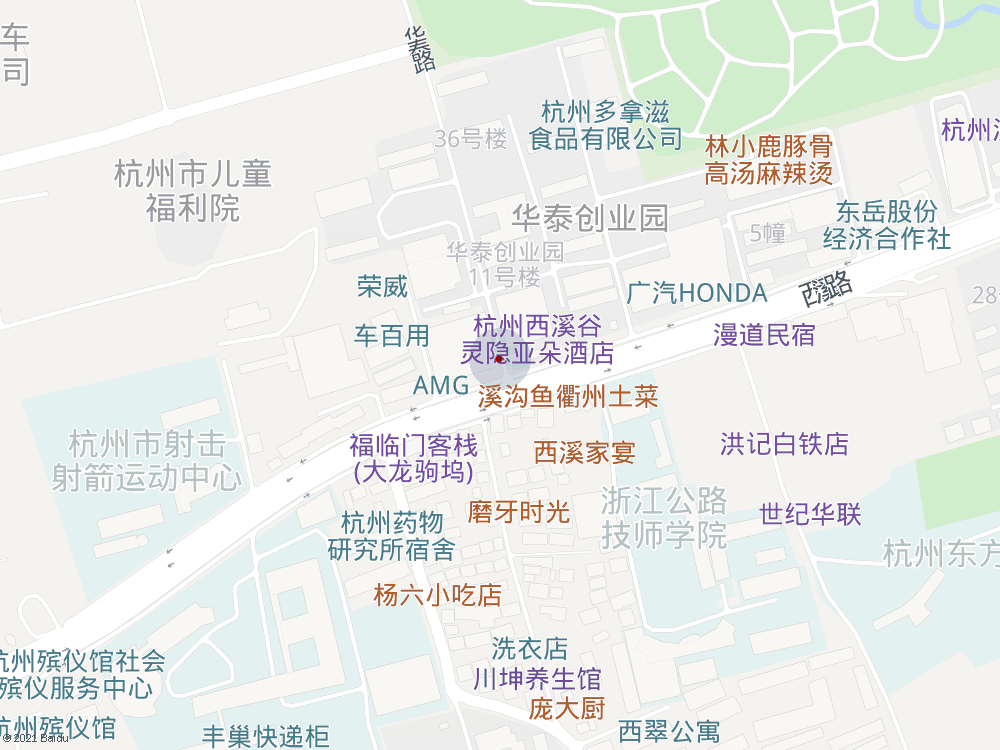 车
司
华泰路
杭州多拿滋
食品有限公司
36号楼
杭州
林小鹿豚骨
高汤麻辣烫
杭州市儿童
福利院
华泰创业园
东岳股份
经济合作社
5幢
华泰创业园
11号楼
荣威
广汽HONDA
西溪路
28
杭州西溪谷
灵隐亚朵酒店
车百用
漫道民宿
AMG
溪沟鱼衢州土菜
杭州市射击
射箭运动中心
福临门客栈
(大龙驹坞)
西溪家宴
洪记白铁店
浙江公路
技师学院
磨牙时光
世纪华联
杭州药物
研究所宿舍
杭州东方
杨六小吃店
洗衣店
杭州殡仪馆社会
殡仪服务中心
川坤养生馆
庞大厨
杭州殡仪馆
丰巢快递柜
西翠公寓
© 2021 Baidu